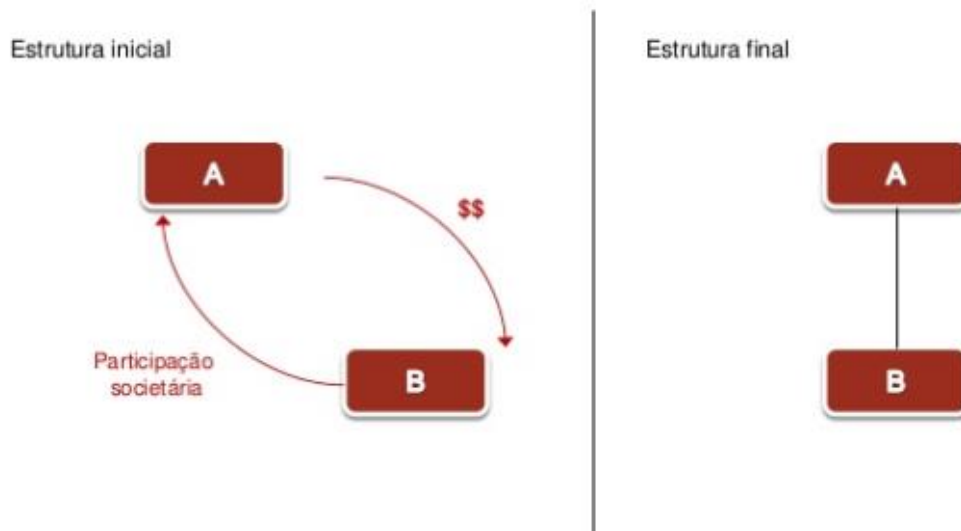 Estrutura inicial
A
$$
Participação
societária
B
Estrutura final
A
B